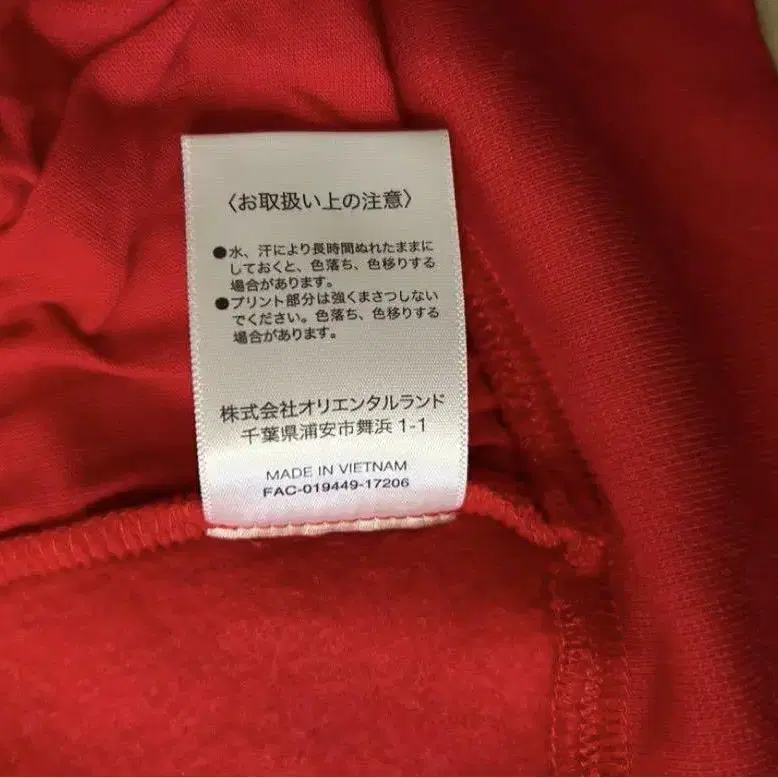 〈お取扱い上の注意〉
●水、汗により長時間ぬれたままに
しておくと、色落ち、色移りする
場合があります。
●プリント部分は強くまさつしない
でください。色落ち、色移りする
場合があります。
株式会社オリエンタルランド
千葉県浦安市舞浜 1-1
MADE IN VIETNAM
FAC-019449-17206